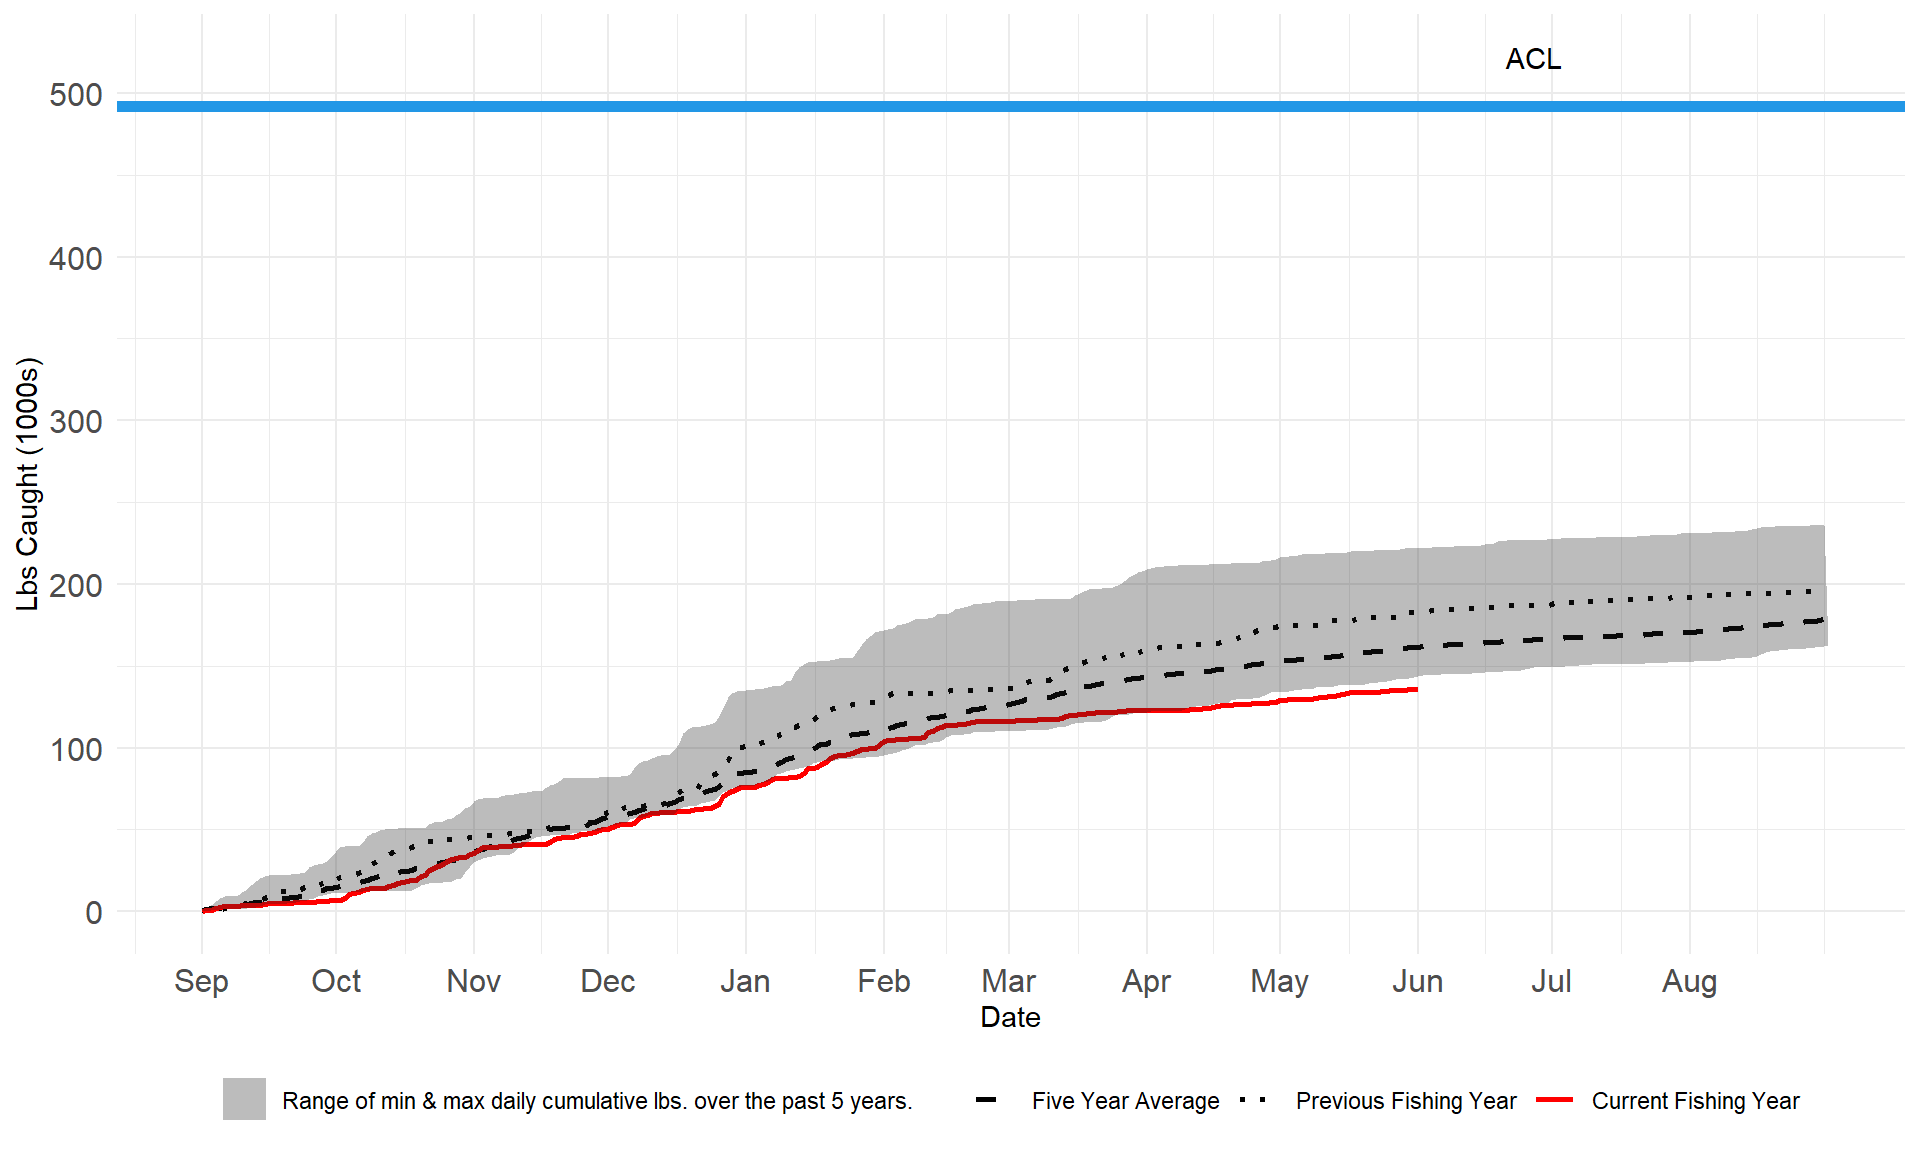 ACL
500
400
300
200
100
0
Lbs Caught (1000s)
Sep Oct Nov Dec Jan Feb Mar Apr May Jun Jul Aug
Date
Range of min & max daily cumulative lbs. over the past 5 years. Five Year Average Previous Fishing Year Current Fishing Year